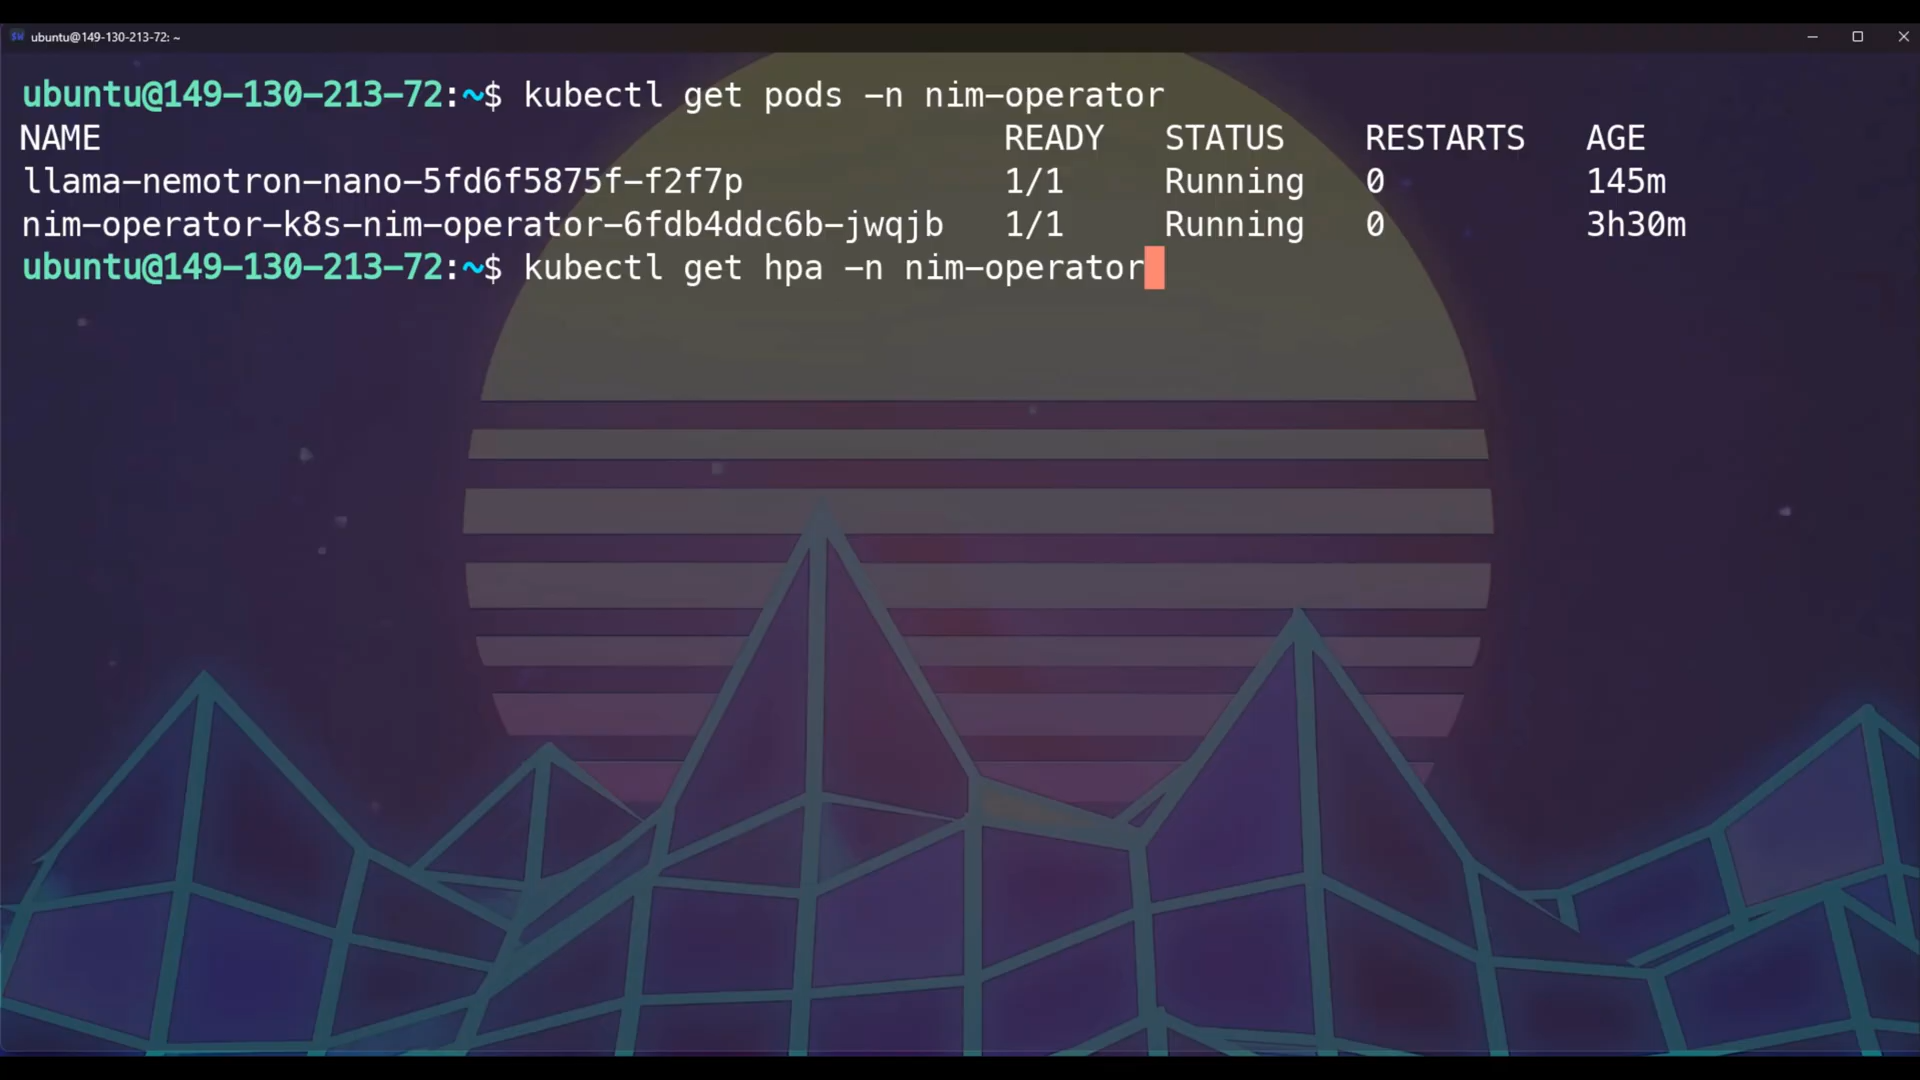 ubuntu@149-130-213-72: ~
ubuntu@149-130-213-72:~$ kubectl get pods -n nim-operator
NAME READY STATUS RESTARTS AGE
llama-nemotron-nano-5fd6f5875f-f2f7p 1/1 Running 0 145m
nim-operator-k8s-nim-operator-6fdb4ddc6b-jwqjb 1/1 Running 0 3h30m
ubuntu@149-130-213-72:~$ kubectl get hpa -n nim-operator